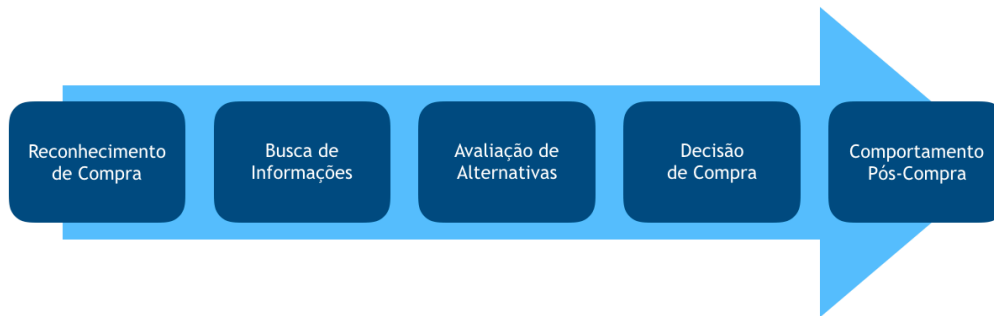 Reconhecimento
de Compra
Busca de
Informações
Avaliação de
Alternativas
Decisão
de Compra
Comportamento
Pós-Compra